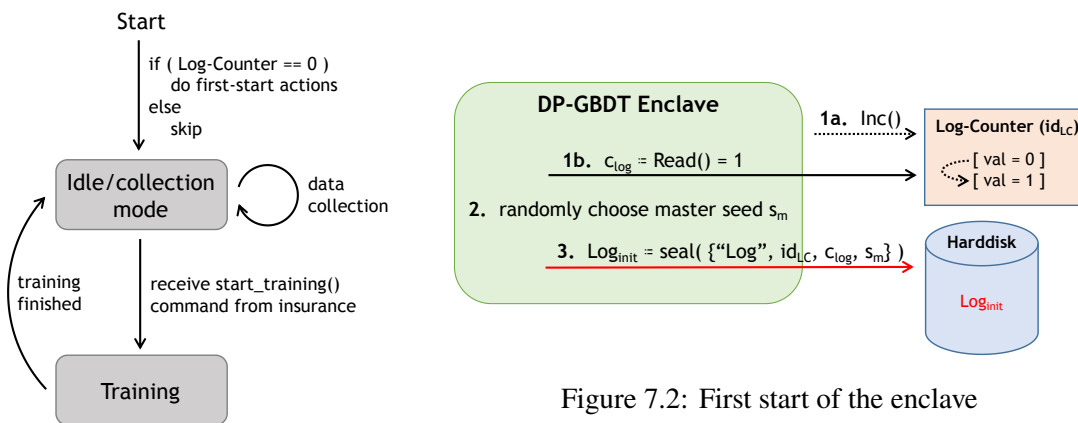 Start
if ( Log-Counter == 0 )
do first-start actions
else
skip
Idle/collection
mode
data
collection
training
finished
receive start_training()
command from insurance
Training
DP-GBDT Enclave
1a. Inc()
Log-Counter (id_LC)
1b. c_log := Read() = 1
[ val = 0 ]
[ val = 1 ]
2. randomly choose master seed s_m
3. Log_init := seal( {“Log”, id_LC, c_log, s_m} )
Harddisk
Log_init
Figure 7.2: First start of the enclave